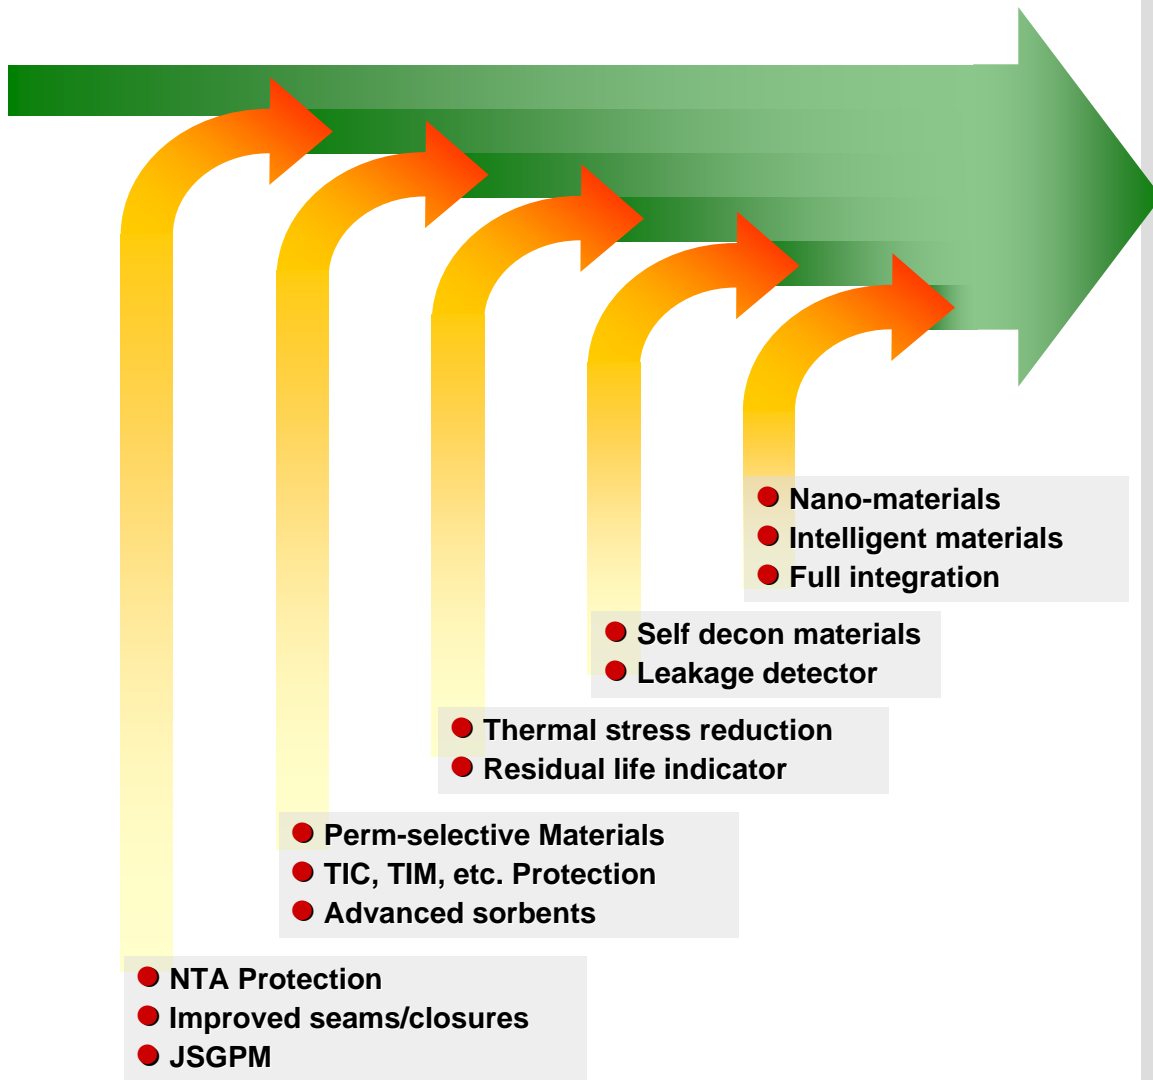 Nano-materials
Intelligent materials
Full integration
Self decon materials
Leakage detector
Thermal stress reduction
Residual life indicator
Perm-selective Materials
TIC, TIM, etc. Protection
Advanced sorbents
NTA Protection
Improved seams/closures
JSGPM